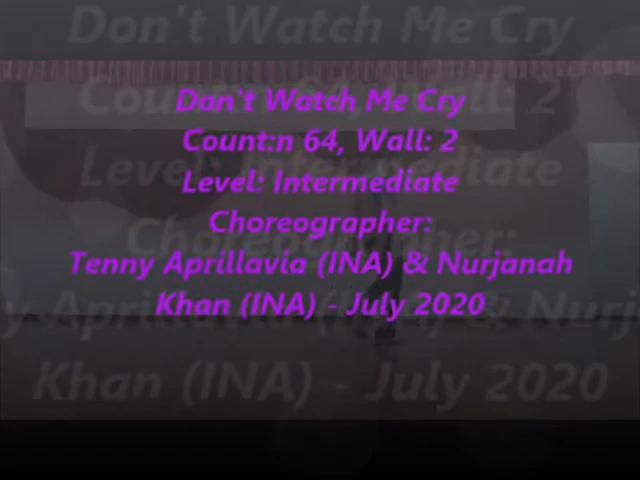 Don't Watch Me Cry
Count:n 64, Wall: 2
Level: Intermediate
Choreographer:
Tenny Aprillavia (INA) & Nurjanah
Khan (INA) - July 2020